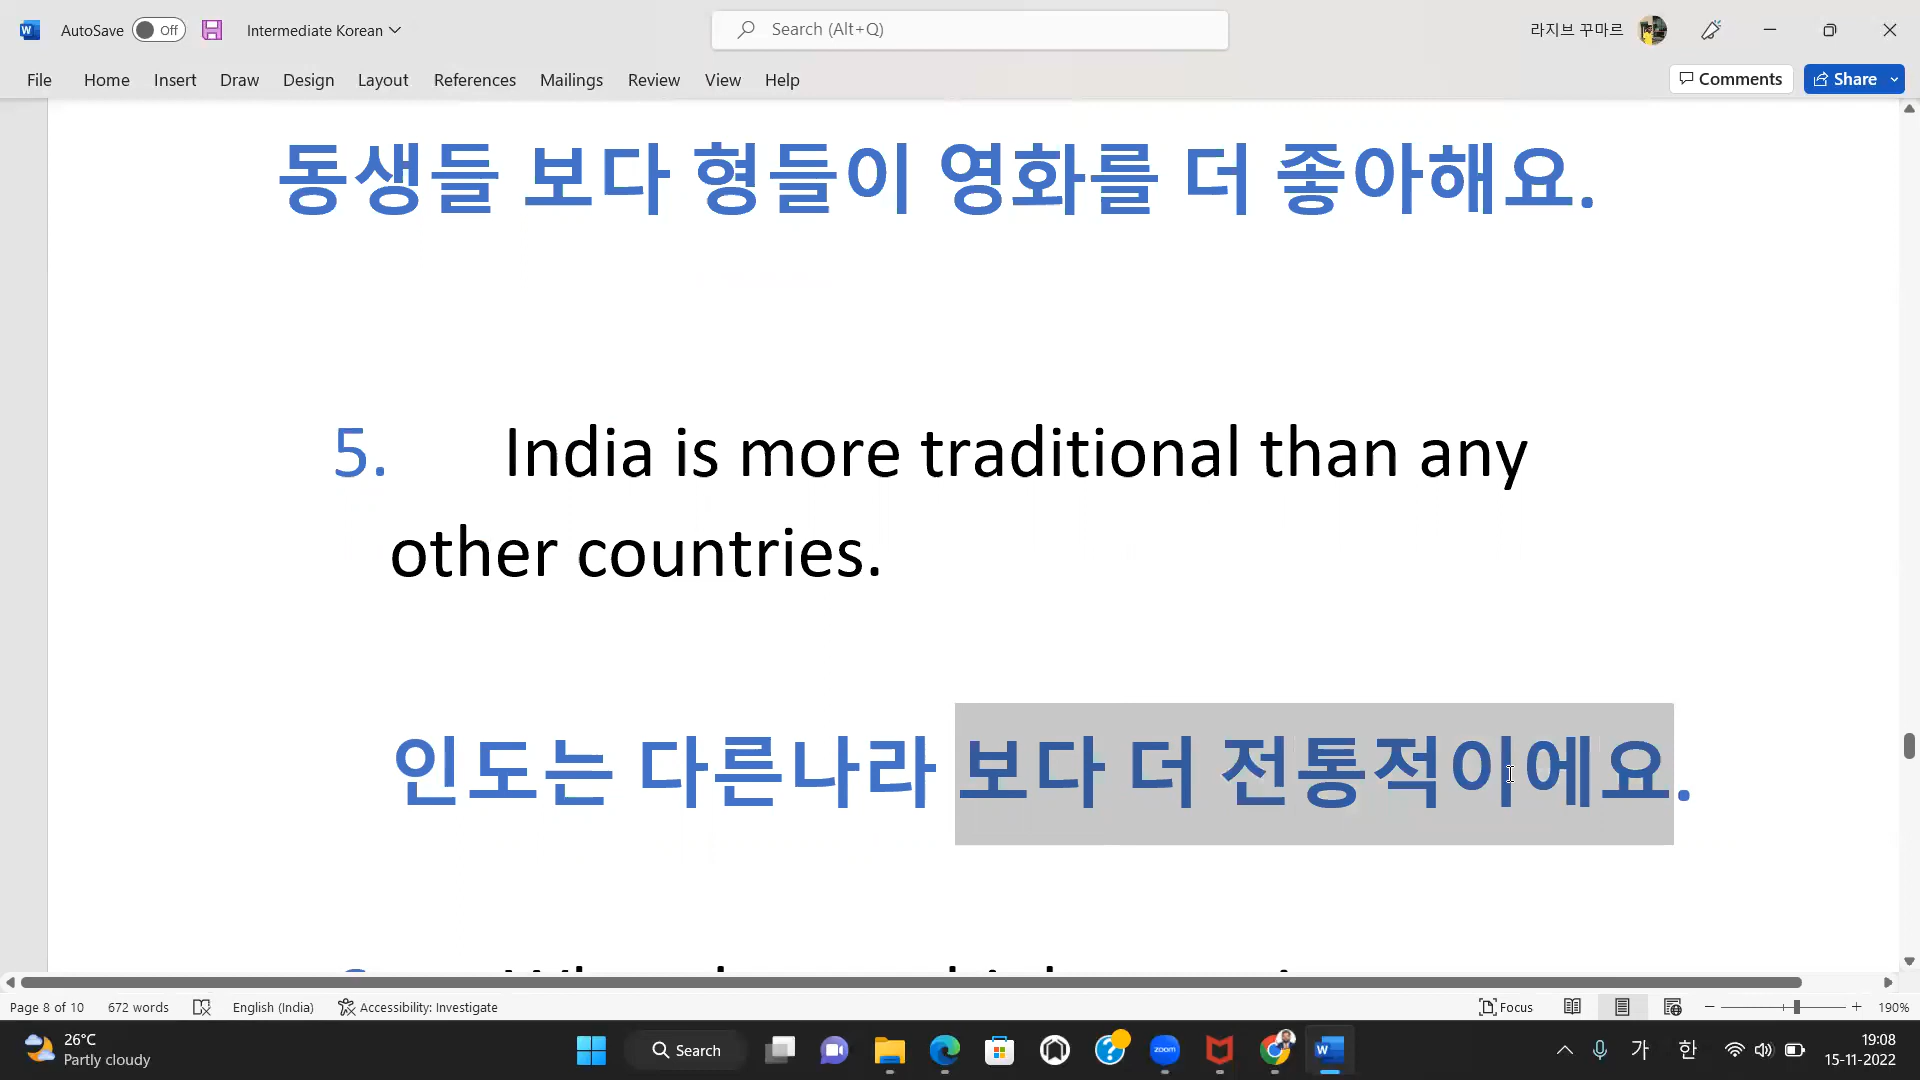 AutoSave Off Intermediate Korean Search (Alt+Q) 라지브 꾸마르
File Home Insert Draw Design Layout References Mailings Review View Help Comments Share
동생들 보다 형들이 영화를 더 좋아해요.
5. India is more traditional than any
other countries.
인도는 다른나라 보다 더 전통적이에요.
Page 8 of 10 672 words English (India) Accessibility: Investigate Focus 190%
26°C
Partly cloudy
Search
zoom
가 한
19:08
15-11-2022